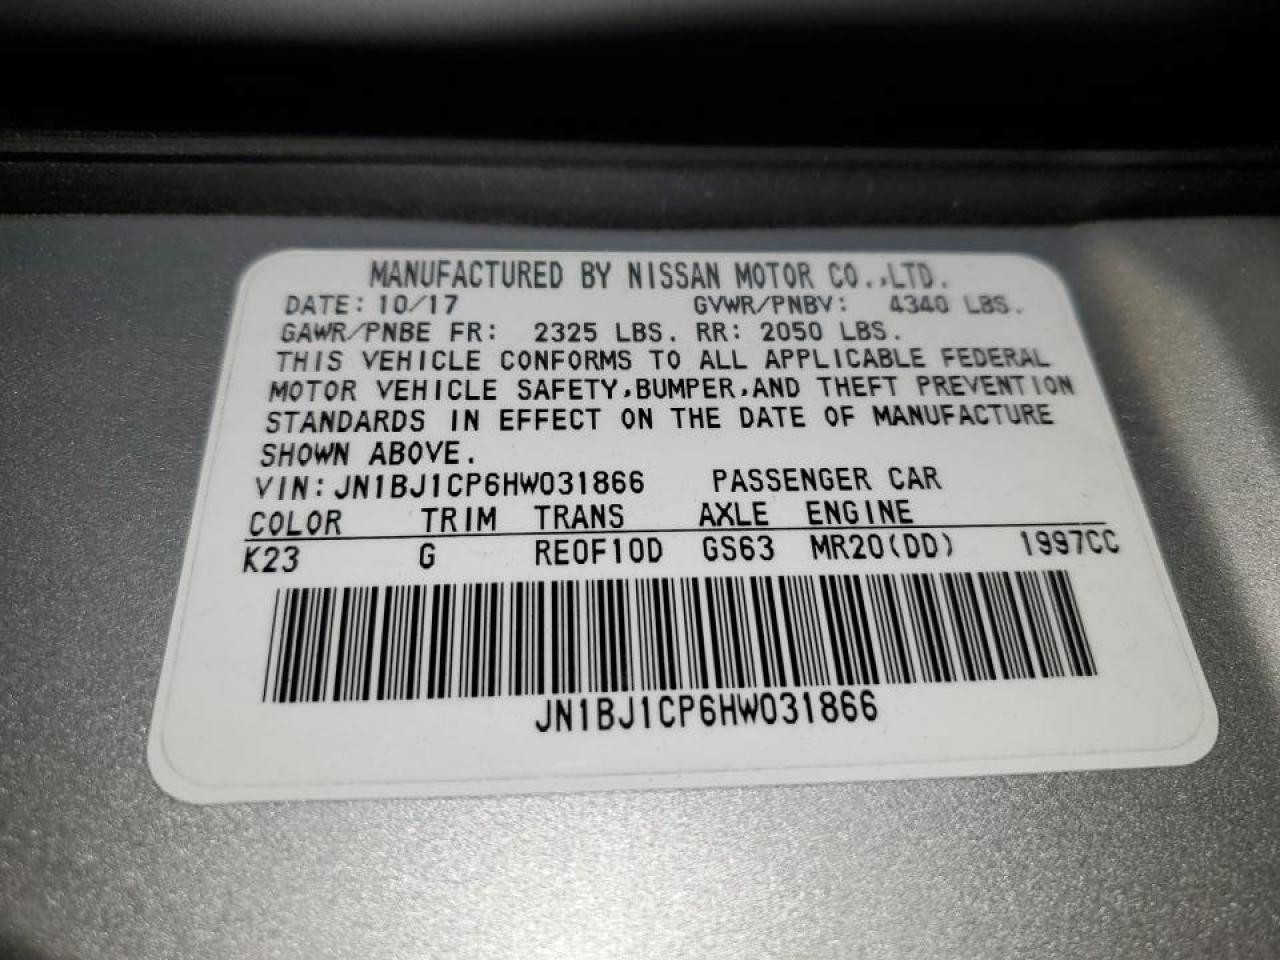 MANUFACTURED BY NISSAN MOTOR CO.,LTD.
DATE: 10/17 GVWR/PNBV: 4340 LBS.
GAWR/PNBE FR: 2325 LBS. RR: 2050 LBS.
THIS VEHICLE CONFORMS TO ALL APPLICABLE FEDERAL
MOTOR VEHICLE SAFETY,BUMPER,AND THEFT PREVENTION
STANDARDS IN EFFECT ON THE DATE OF MANUFACTURE
SHOWN ABOVE.
VIN: JN1BJ1CP6HW031866 PASSENGER CAR
COLOR TRIM TRANS AXLE ENGINE
K23 G RE0F10D GS63 MR20(DD) 1997CC
JN1BJ1CP6HW031866